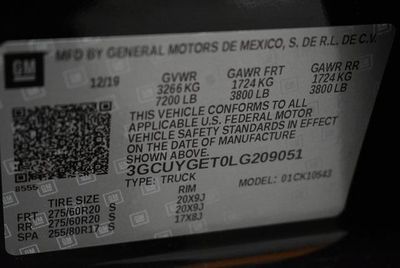 GM
MFD BY GENERAL MOTORS DE MEXICO, S. DE R.L. DE C.V.
12/19 GVWR GAWR FRT GAWR RR
3266 KG 1724 KG 1724 KG
7200 LB 3800 LB 3800 LB
THIS VEHICLE CONFORMS TO ALL
APPLICABLE U.S. FEDERAL MOTOR
VEHICLE SAFETY STANDARDS IN EFFECT
ON THE DATE OF MANUFACTURE
3GCUYGET0LG209051
8555 TYPE: TRUCK MODEL: 01CK10543
TIRE SIZE RIM
FRT 275/60R20 S 20X9J
RR 275/60R20 S 20X9J
SPA 255/80R17 S 17X8J